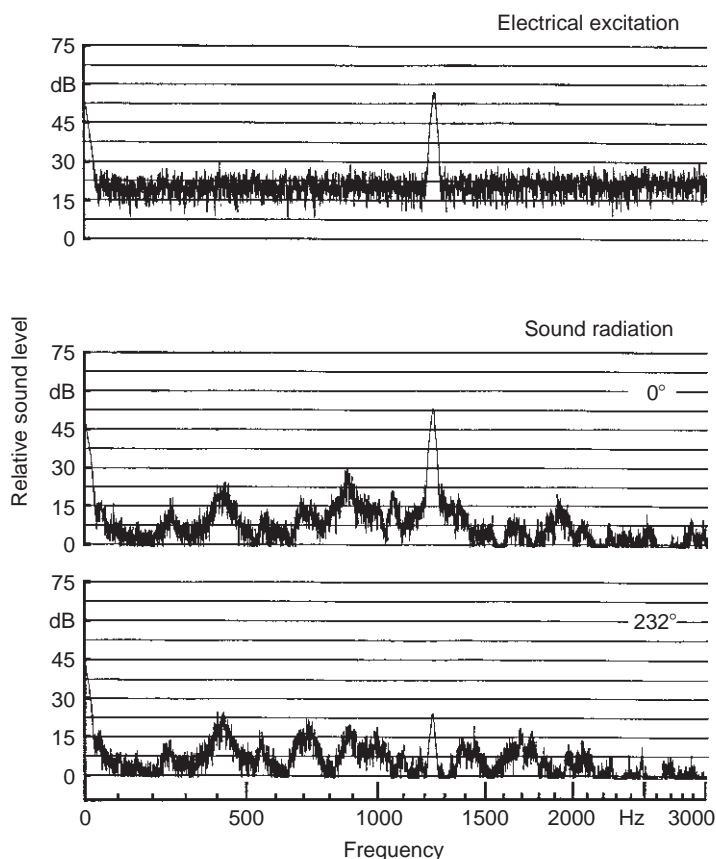 Electrical excitation
75
dB
45
30
15
0
Relative sound level
Sound radiation
75
dB
0°
45
30
15
0
75
dB
232°
45
30
15
0
0 500 1000 1500 2000 Hz 3000
Frequency